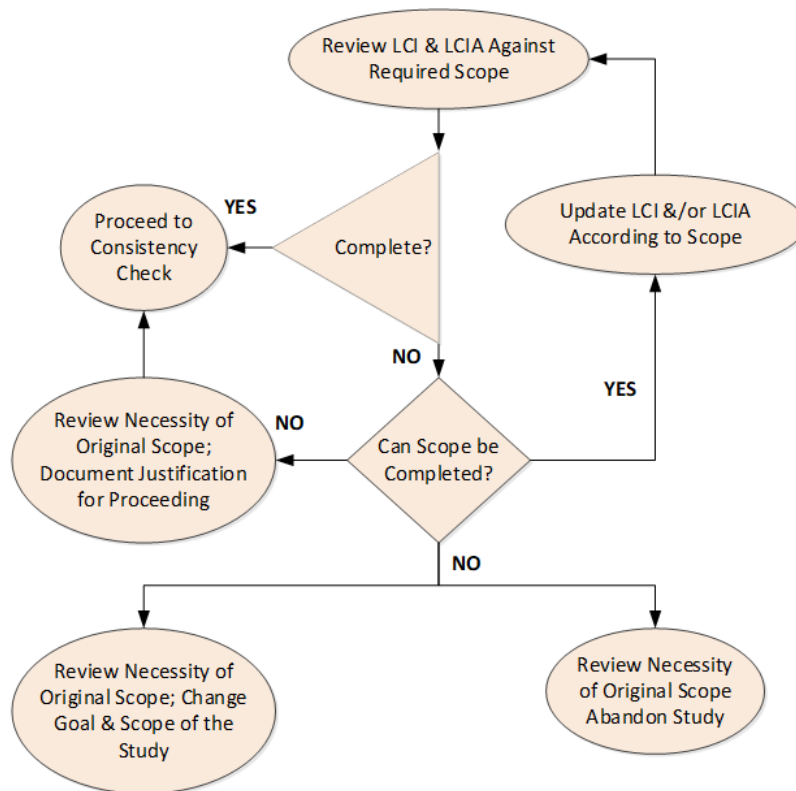 Review LCI & LCIA Against
Required Scope
YES
Proceed to
Consistency
Check
Complete?
Update LCI &/or LCIA
According to Scope
NO
YES
NO
Review Necessity of
Original Scope;
Document Justification
for Proceeding
Can Scope be
Completed?
NO
Review Necessity of
Original Scope; Change
Goal & Scope of the
Study
Review Necessity
of Original Scope
Abandon Study